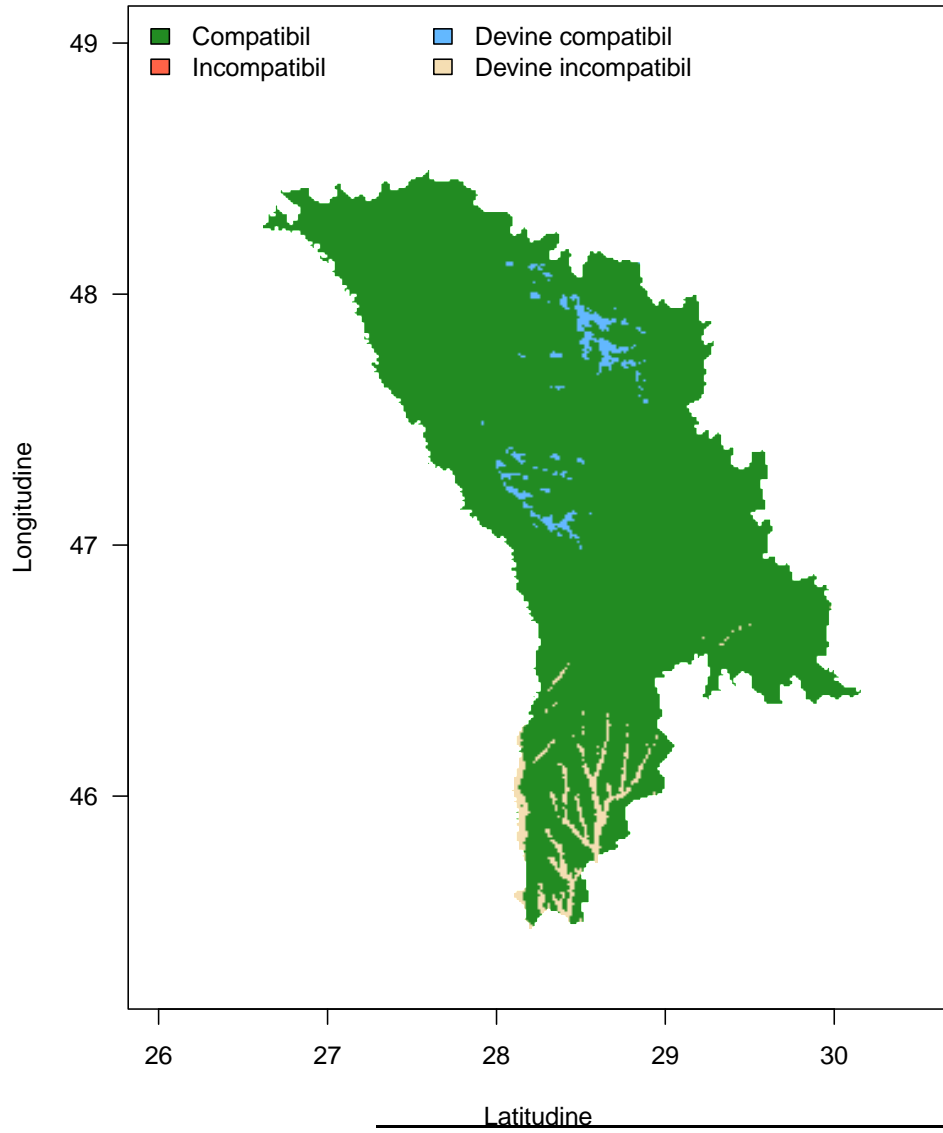 Compatibil
Devine compatibil
Incompatibil
Devine incompatibil
49
48
47
46
Longitudine
26
27
28
29
30
Latitudine